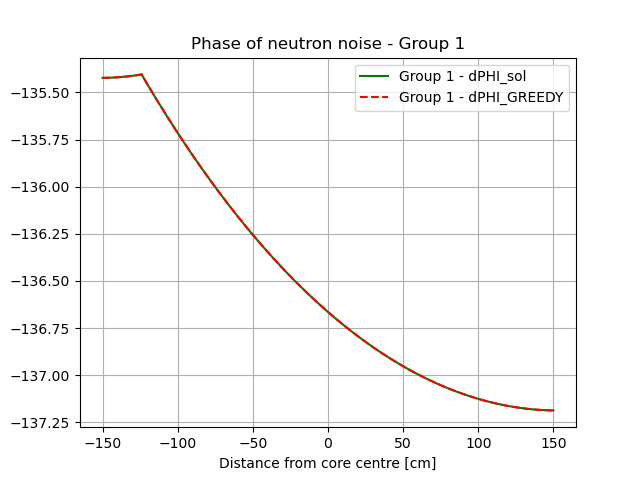 Phase of neutron noise - Group 1
Group 1 - dPHI_sol
Group 1 - dPHI_GREEDY
−135.50
−135.75
−136.00
−136.25
−136.50
−136.75
−137.00
−137.25
−150 −100 −50 0 50 100 150
Distance from core centre [cm]